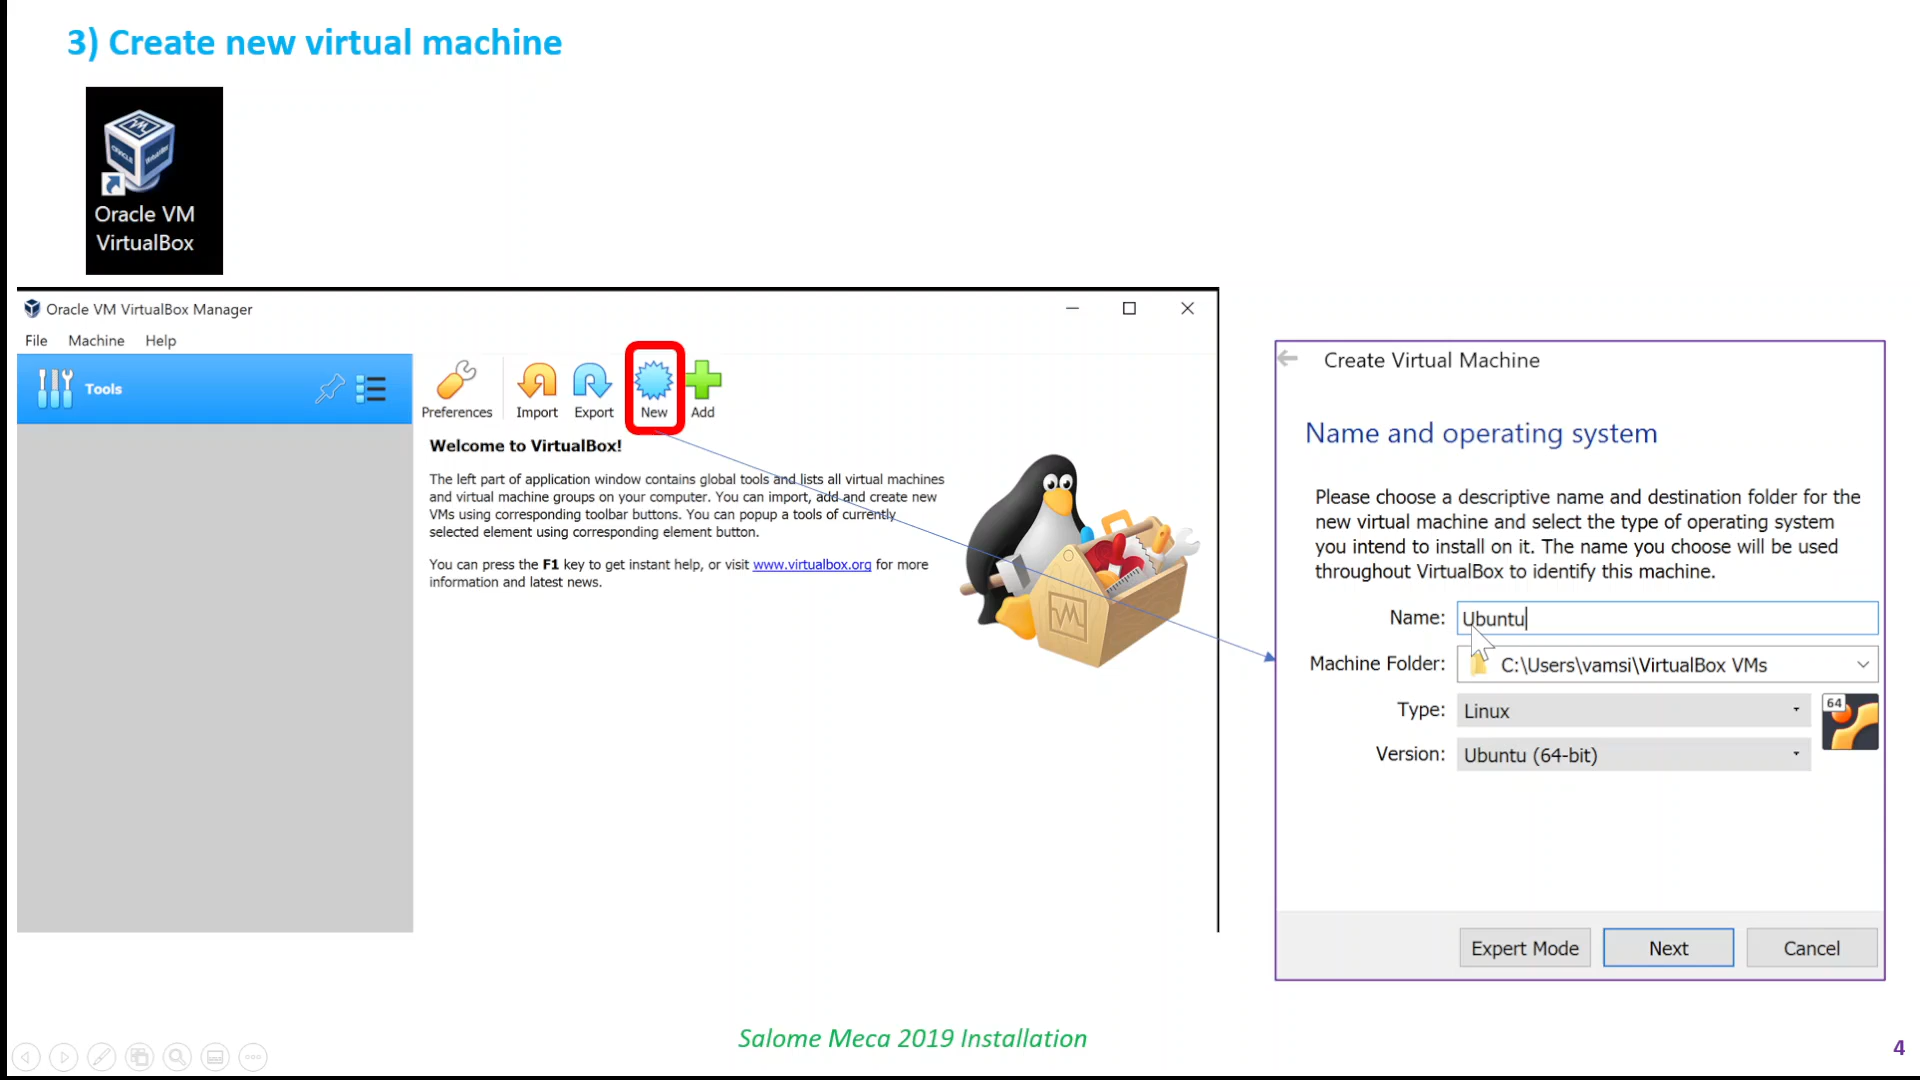 3) Create new virtual machine
Oracle VM
VirtualBox
Oracle VM VirtualBox Manager
File Machine Help
Tools
Preferences Import Export New Add
Welcome to VirtualBox!
The left part of application window contains global tools and lists all virtual machines
and virtual machine groups on your computer. You can import, add and create new
VMs using corresponding toolbar buttons. You can popup a tools of currently
selected element using corresponding element button.
You can press the F1 key to get instant help, or visit www.virtualbox.org for more
information and latest news.
Create Virtual Machine
Name and operating system
Please choose a descriptive name and destination folder for the
new virtual machine and select the type of operating system
you intend to install on it. The name you choose will be used
throughout VirtualBox to identify this machine.
Name: Ubuntu
Machine Folder: C:\Users\vamsi\VirtualBox VMs
Type: Linux
64
Version: Ubuntu (64-bit)
Expert Mode Next Cancel
Salome Meca 2019 Installation
4